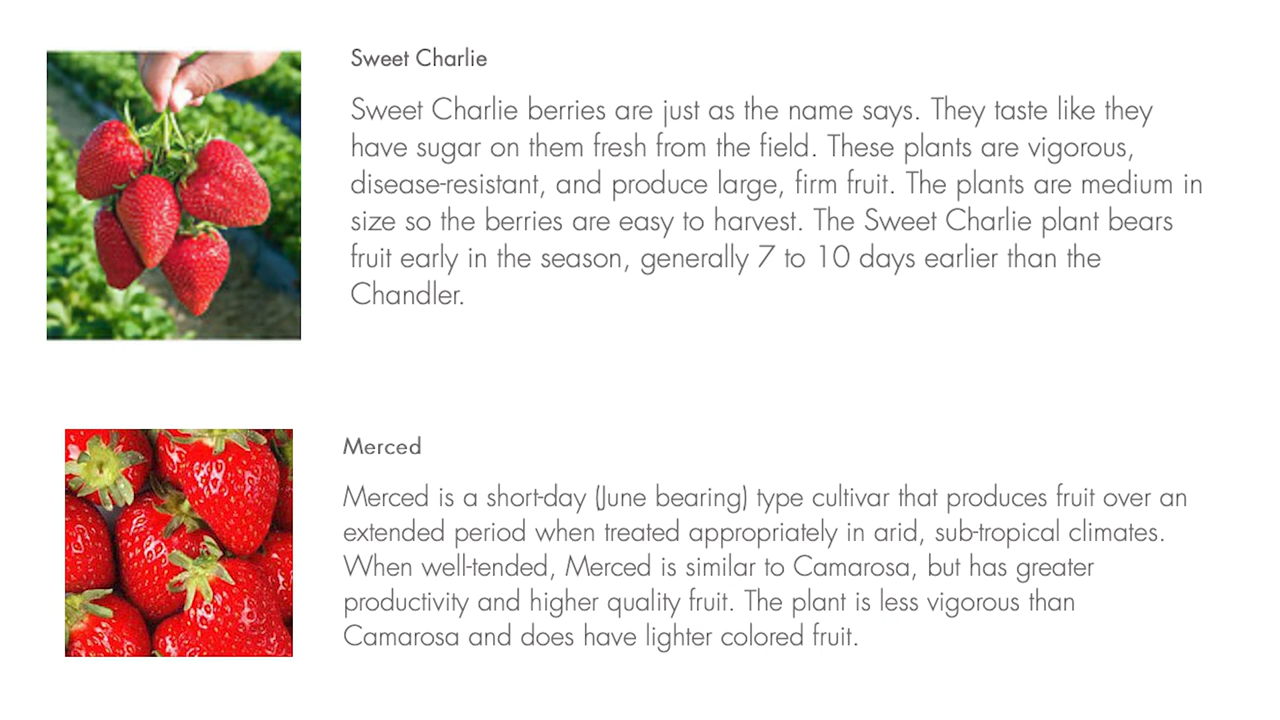 Sweet Charlie
Sweet Charlie berries are just as the name says. They taste like they
have sugar on them fresh from the field. These plants are vigorous,
disease-resistant, and produce large, firm fruit. The plants are medium in
size so the berries are easy to harvest. The Sweet Charlie plant bears
fruit early in the season, generally 7 to 10 days earlier than the
Chandler.
Merced
Merced is a short-day (June bearing) type cultivar that produces fruit over an
extended period when treated appropriately in arid, sub-tropical climates.
When well-tended, Merced is similar to Camarosa, but has greater
productivity and higher quality fruit. The plant is less vigorous than
Camarosa and does have lighter colored fruit.